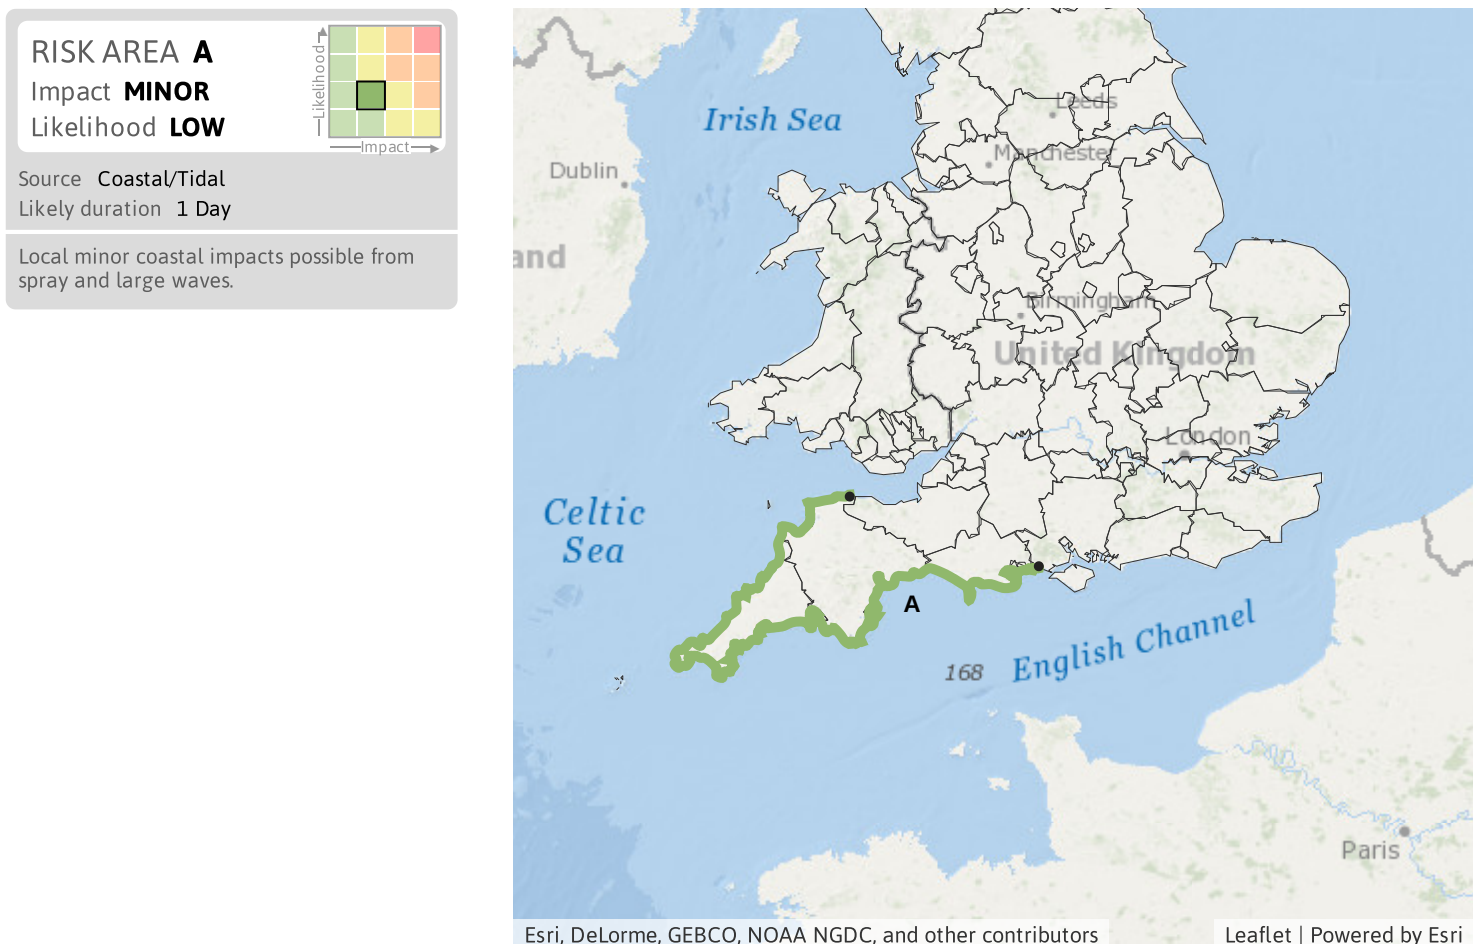 RISK AREA A
Impact MINOR
Likelihood LOW
Likelihood
Impact
Source Coastal/Tidal
Likely duration 1 Day
Local minor coastal impacts possible from
spray and large waves.
Leeds
Irish Sea
Manchester
Dublin
and
Birmingham
United Kingdom
London
Celtic
Sea
A
English Channel
168
Paris
Esri, DeLorme, GEBCO, NOAA NGDC, and other contributors
Leaflet | Powered by Esri